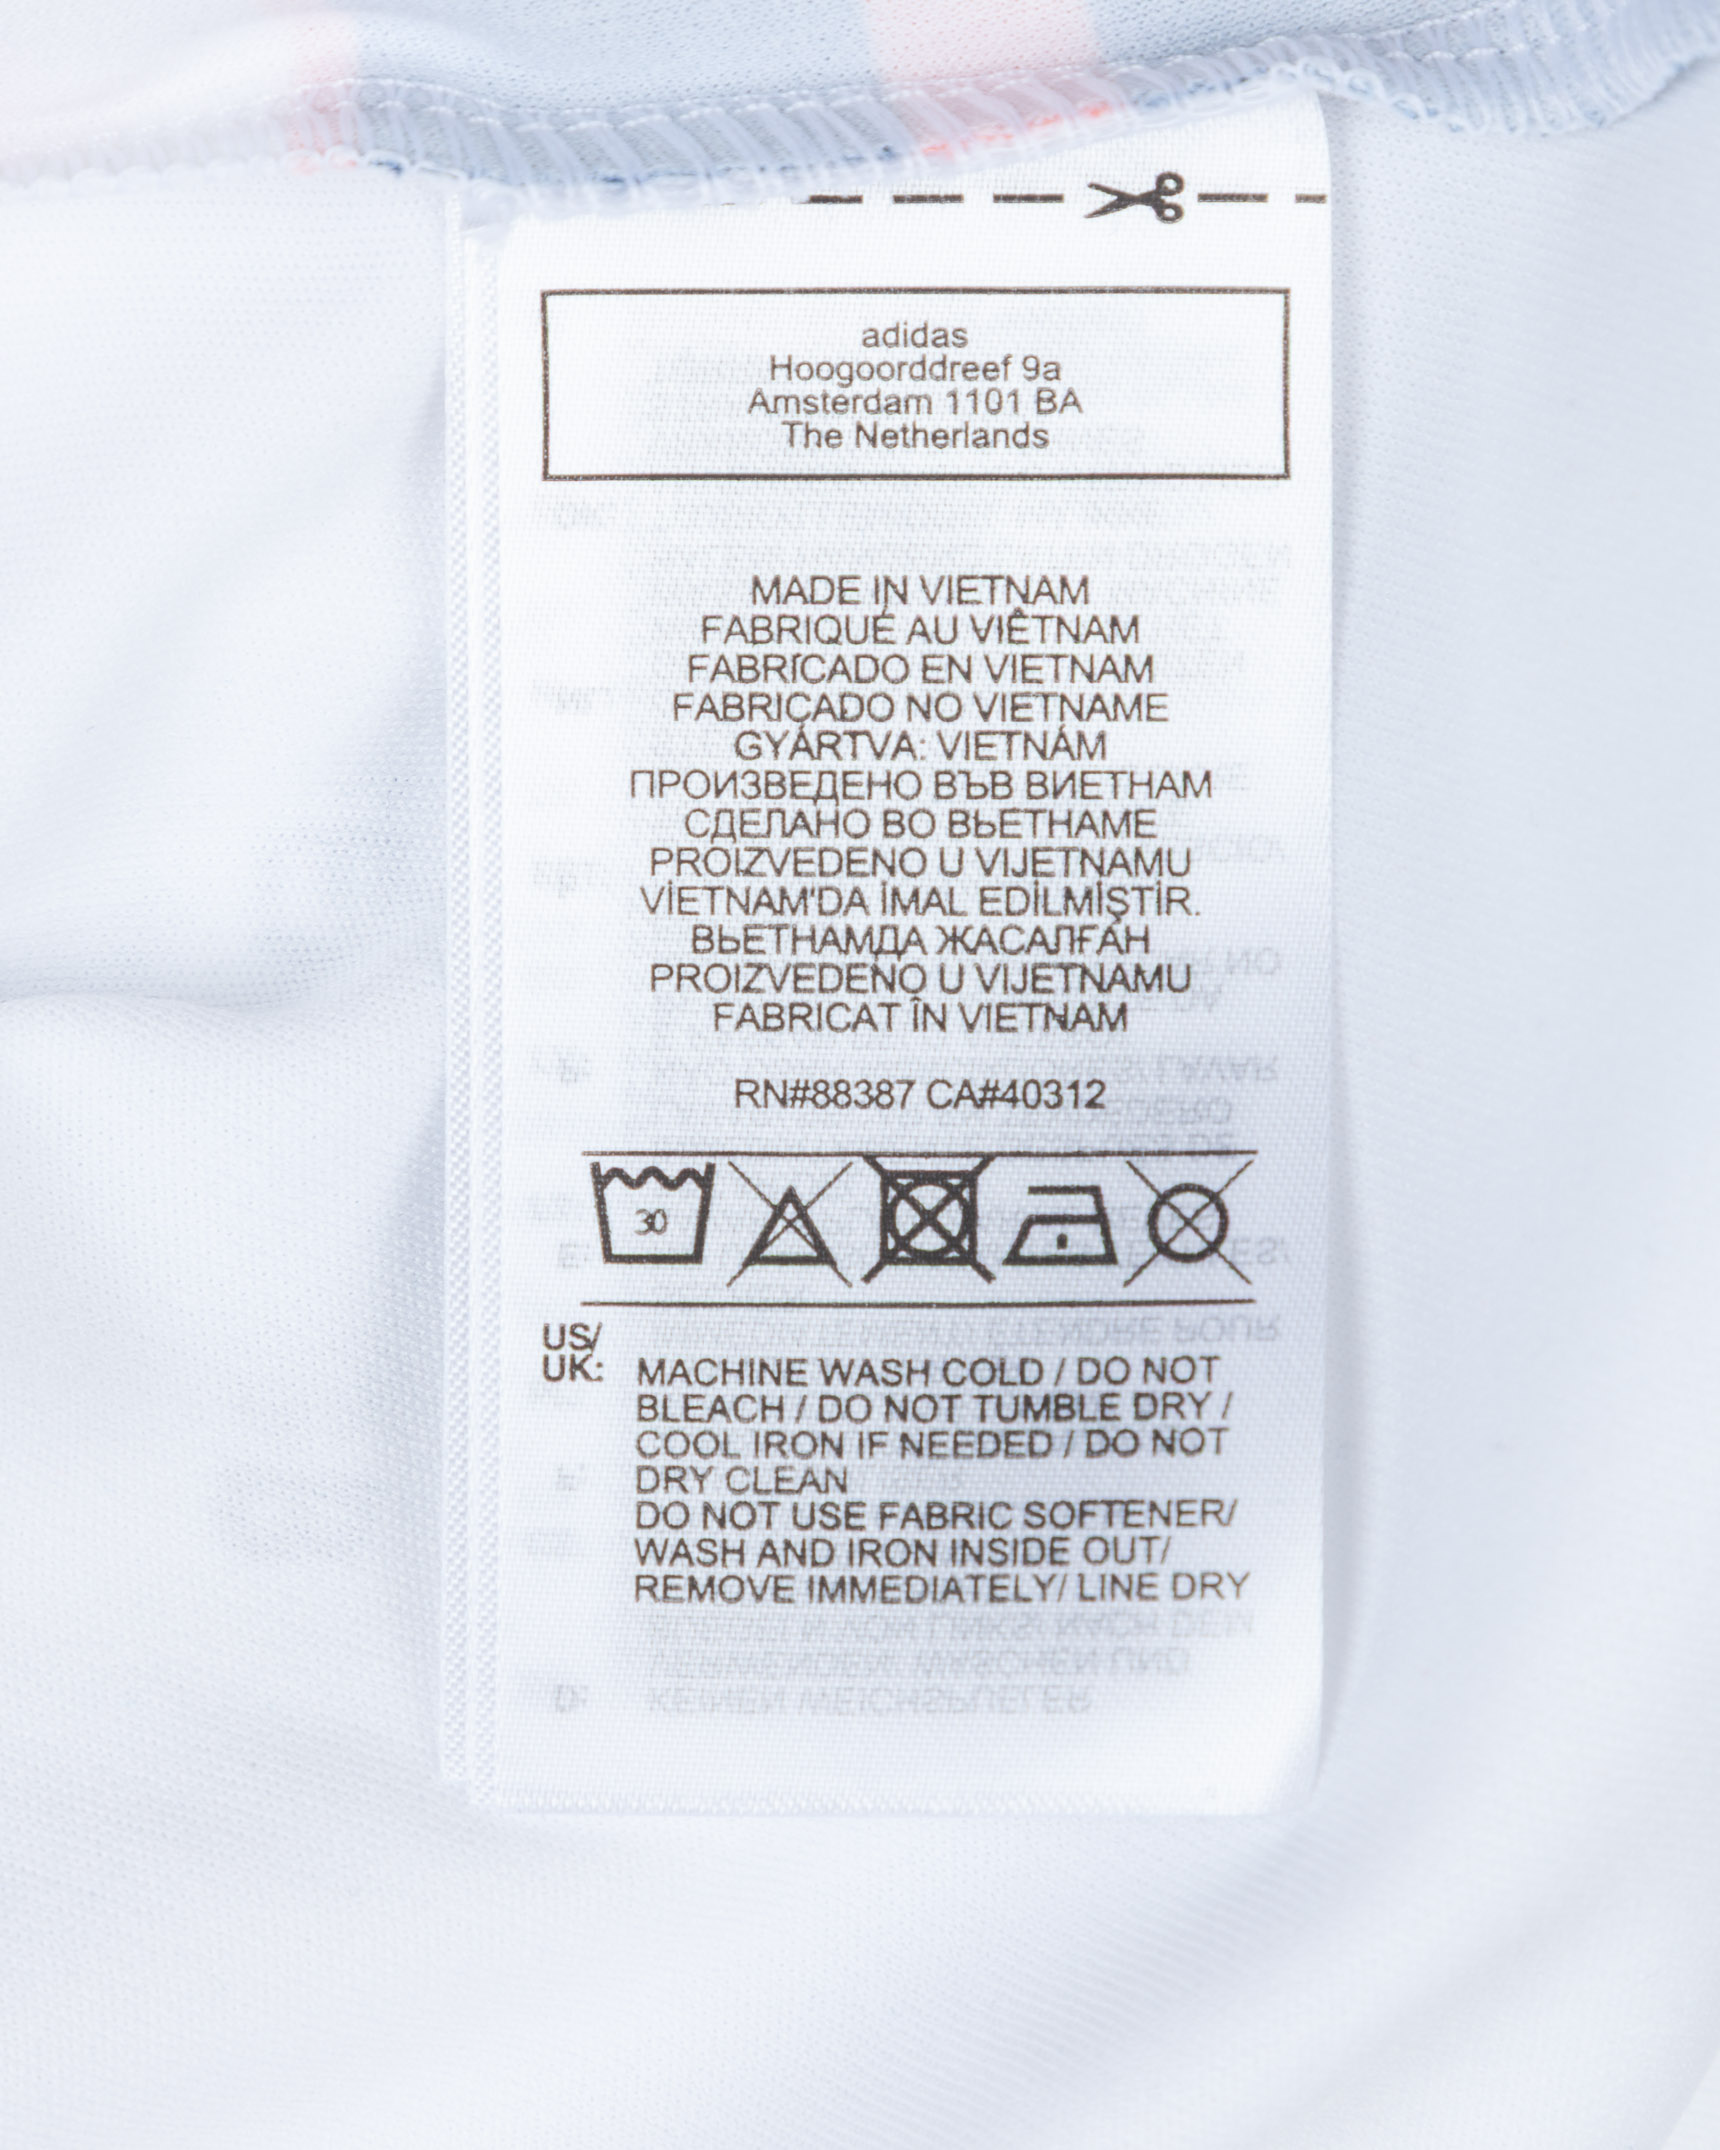 adidas
Hoogoorddreef 9a
Amsterdam 1101 BA
The Netherlands
MADE IN VIETNAM
FABRIQUÉ AU VIÊTNAM
FABRICADO EN VIETNAM
FABRICADO NO VIETNAME
GYÁRTVA: VIETNÁM
ПРОИЗВЕДЕНО ВЪВ ВИЕТНАМ
СДЕЛАНО ВО ВЬЕТНАМЕ
PROIZVEDENO U VIJETNAMU
VİETNAM'DA İMAL EDİLMİŞTİR.
ВЬЕТНАМДА ЖАСАЛҒАН
PROIZVEDENO U VIJETNAMU
FABRICAT ÎN VIETNAM
RN#88387 CA#40312
30
US/
UK: MACHINE WASH COLD / DO NOT
BLEACH / DO NOT TUMBLE DRY /
COOL IRON IF NEEDED / DO NOT
DRY CLEAN
DO NOT USE FABRIC SOFTENER/
WASH AND IRON INSIDE OUT/
REMOVE IMMEDIATELY/ LINE DRY